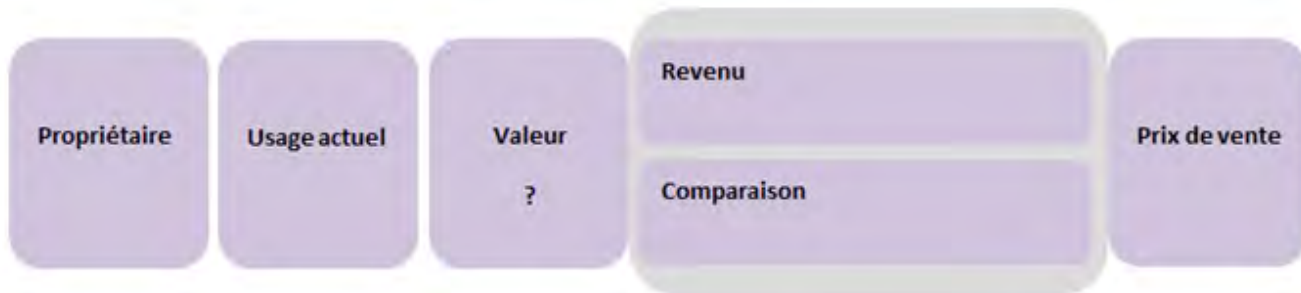 Propriétaire
Usage actuel
Valeur
?
Revenu
Comparaison
Prix de vente